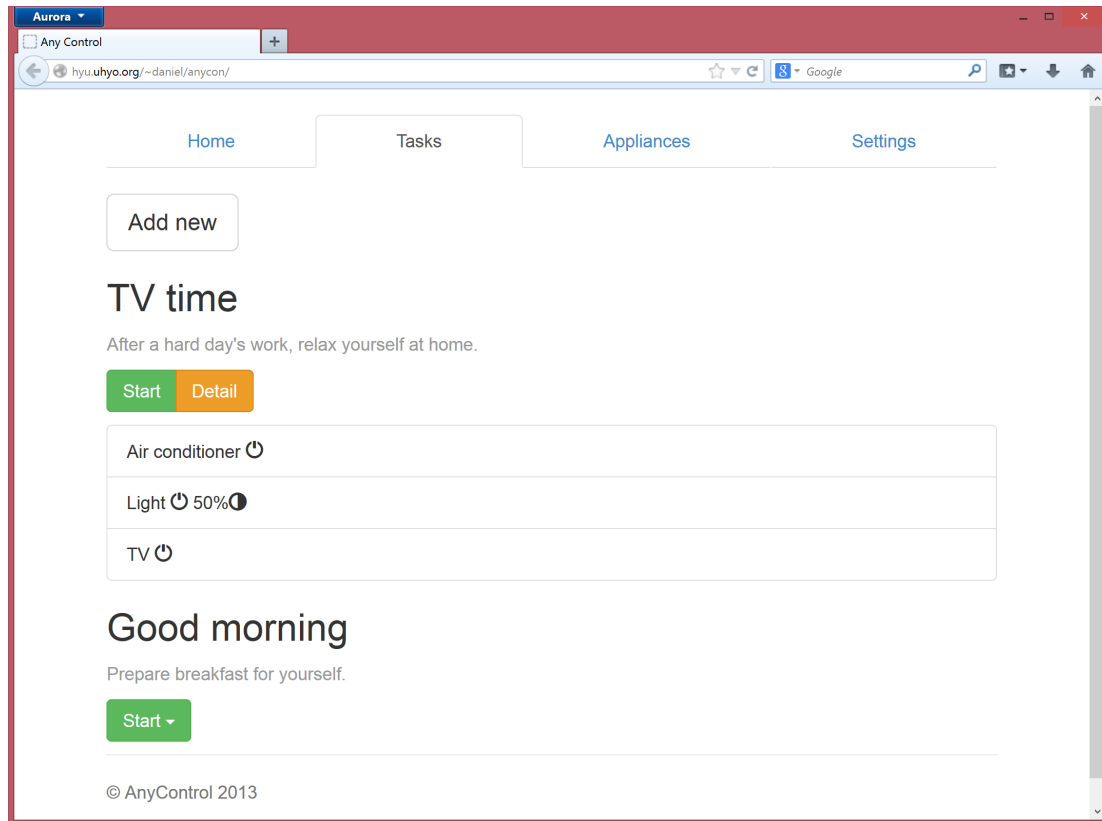 Aurora
Any Control
hyu.uhyo.org/~daniel/anycon/
8 Google
Home Tasks Appliances Settings
Add new
TV time
After a hard day's work, relax yourself at home.
Start Detail
Air conditioner
Light 50%
TV
Good morning
Prepare breakfast for yourself.
Start
© AnyControl 2013